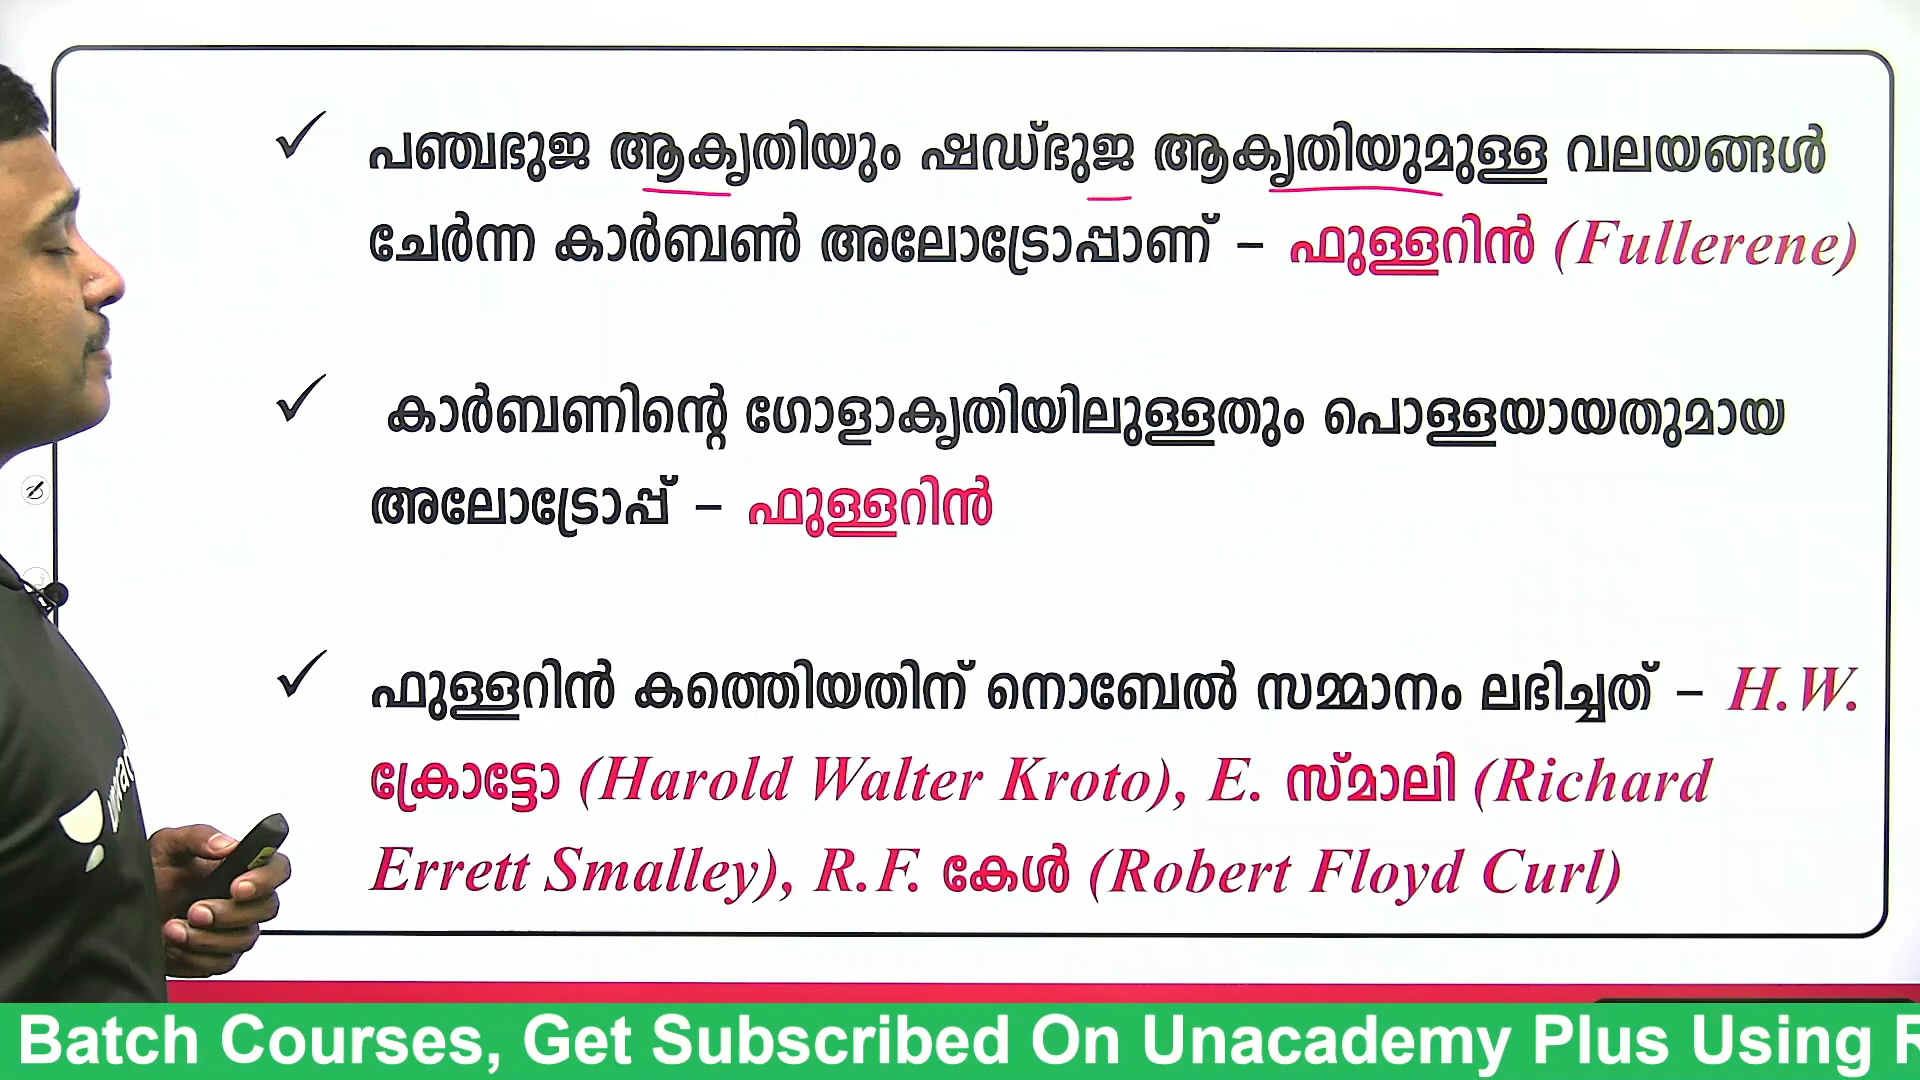 ✓ പഞ്ചഭുജ ആകൃതിയും ഷഡ്ഭുജ ആകൃതിയുമുള്ള വലയങ്ങൾ
ചേർന്ന കാർബൺ അലോട്രോപ്പാണ് – ഫുള്ളറിൻ (Fullerene)
✓ കാർബണിന്റെ ഗോളാകൃതിയിലുള്ളതും പൊള്ളയായതുമായ
അലോട്രോപ്പ് – ഫുള്ളറിൻ
✓ ഫുള്ളറിൻ കത്തെിയതിന് നൊബേൽ സമ്മാനം ലഭിച്ചത് – H.W.
ക്രോട്ടോ (Harold Walter Kroto), E. സ്മാലി (Richard
Errett Smalley), R.F. കേൾ (Robert Floyd Curl)
Batch Courses, Get Subscribed On Unacademy Plus Using